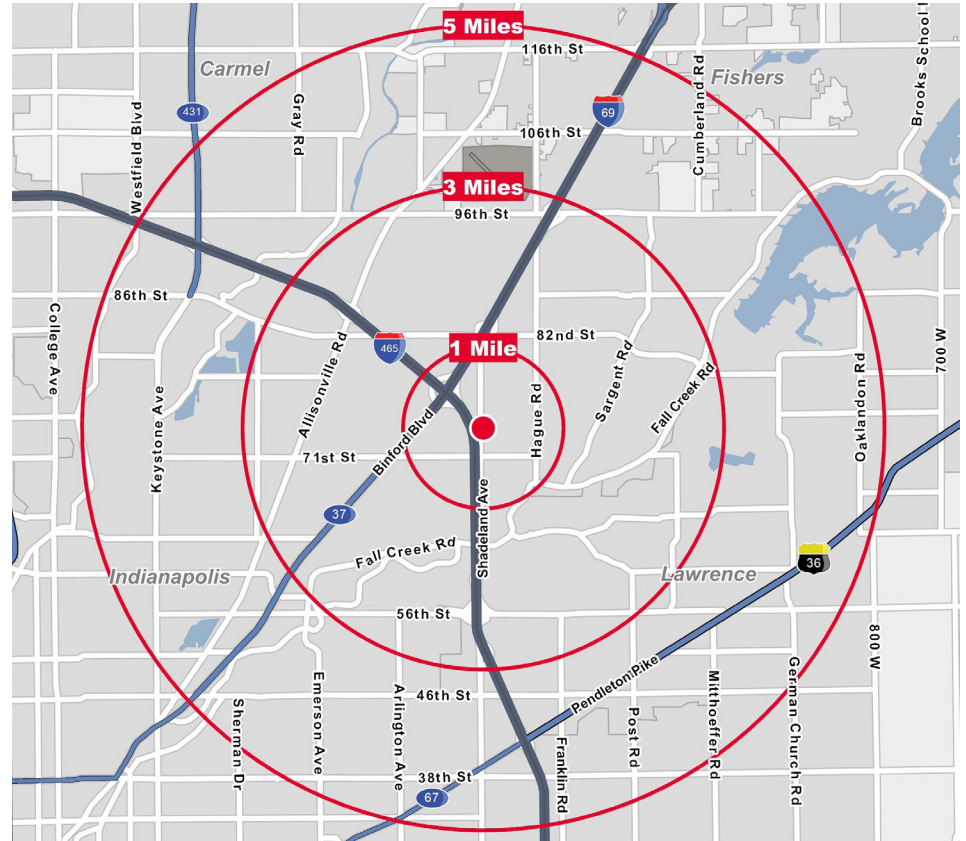 5 Miles
116th St
Carmel
Fishers
Brooks School
431
Gray Rd
69
Westfield Blvd
106th St
Cumberland Rd
3 Miles
96th St
86th St
82nd St
465
1 Mile
College Ave
Allisonville Rd
Sargent Rd
700 W
Keystone Ave
Binford Blvd
Hague Rd
Fall Creek Rd
Oaklandon Rd
71st St
37
Shadeland Ave
Fall Creek Rd
Indianapolis
Lawrence
36
56th St
800 W
Pendleton Pike
46th St
Sherman Dr
Emerson Ave
Arlington Ave
Franklin Rd
Post Rd
Mitthoeffer Rd
German Church Rd
38th St
67